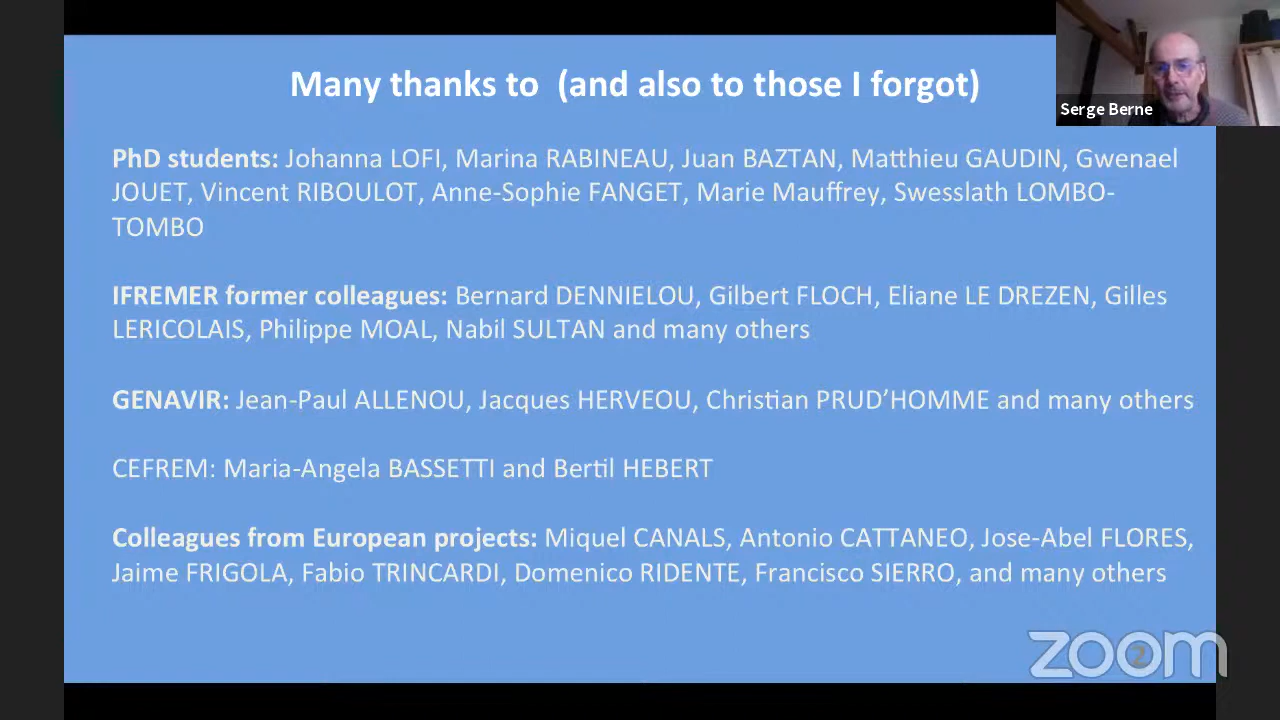 Many thanks to  (and also to those I forgot)
Serge Berne
PhD students: Johanna LOFI, Marina RABINEAU, Juan BAZTAN, Matthieu GAUDIN, Gwenael
JOUET, Vincent RIBOULOT, Anne-Sophie FANGET, Marie Mauffrey, Swesslath LOMBO-
TOMBO
IFREMER former colleagues: Bernard DENNIELOU, Gilbert FLOCH, Eliane LE DREZEN, Gilles
LERICOLAIS, Philippe MOAL, Nabil SULTAN and many others
GENAVIR: Jean-Paul ALLENOU, Jacques HERVEOU, Christian PRUD’HOMME and many others
CEFREM: Maria-Angela BASSETTI and Bertil HEBERT
Colleagues from European projects: Miquel CANALS, Antonio CATTANEO, Jose-Abel FLORES,
Jaime FRIGOLA, Fabio TRINCARDI, Domenico RIDENTE, Francisco SIERRO, and many others
zoom
2